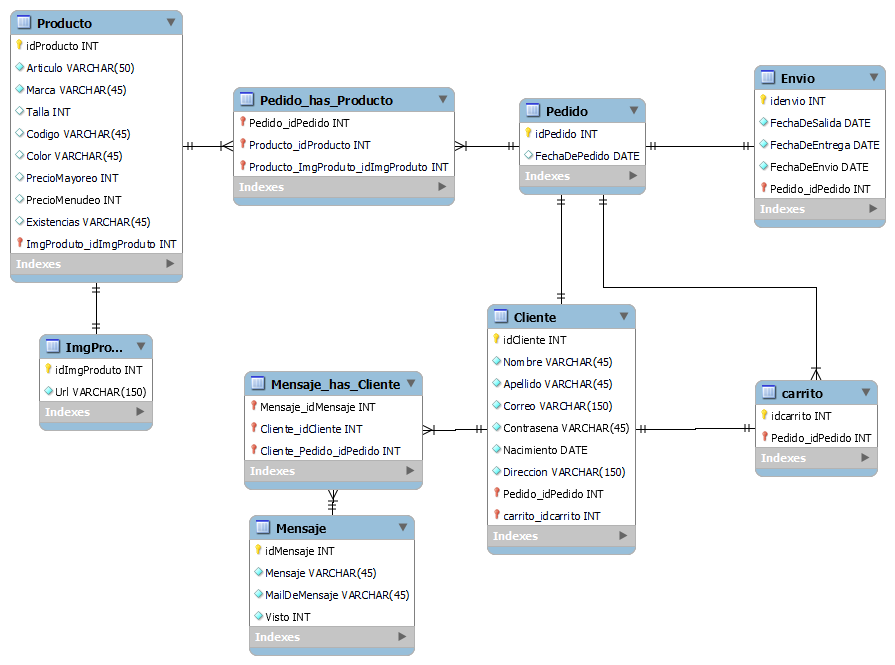 Producto
idProducto INT
Articulo VARCHAR(50)
Marca VARCHAR(45)
Talla INT
Codigo VARCHAR(45)
Color VARCHAR(45)
PrecioMayoreo INT
PrecioMenudeo INT
Existencias VARCHAR(45)
ImgProduto_idImgProduto INT
Indexes
Pedido_has_Producto
Pedido_idPedido INT
Producto_idProducto INT
Producto_ImgProduto_idImgProduto INT
Indexes
Pedido
idPedido INT
FechaDePedido DATE
Indexes
Envio
idenvio INT
FechaDeSalida DATE
FechaDeEntrega DATE
FechaDeEnvio DATE
Pedido_idPedido INT
Indexes
ImgPro...
idImgProduto INT
Url VARCHAR(150)
Indexes
Mensaje_has_Cliente
Mensaje_idMensaje INT
Cliente_idCliente INT
Cliente_Pedido_idPedido INT
Indexes
Cliente
idCliente INT
Nombre VARCHAR(45)
Apellido VARCHAR(45)
Correo VARCHAR(150)
Contrasena VARCHAR(45)
Nacimiento DATE
Direccion VARCHAR(150)
Pedido_idPedido INT
carrito_idcarrito INT
Indexes
carrito
idcarrito INT
Pedido_idPedido INT
Indexes
Mensaje
idMensaje INT
Mensaje VARCHAR(45)
MailDeMensaje VARCHAR(45)
Visto INT
Indexes